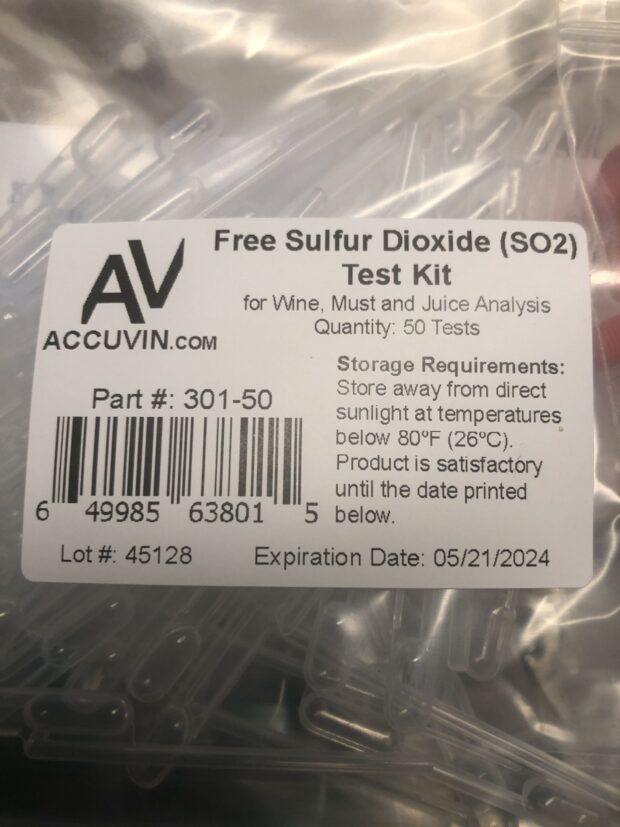 Free Sulfur Dioxide (SO2)
Test Kit
for Wine, Must and Juice Analysis
Quantity: 50 Tests
AV
ACCUVIN.COM
Part #: 301-50
6 49985 63801 5
Storage Requirements:
Store away from direct
sunlight at temperatures
below 80ºF (26ºC).
Product is satisfactory
until the date printed
below.
Lot #: 45128
Expiration Date: 05/21/2024